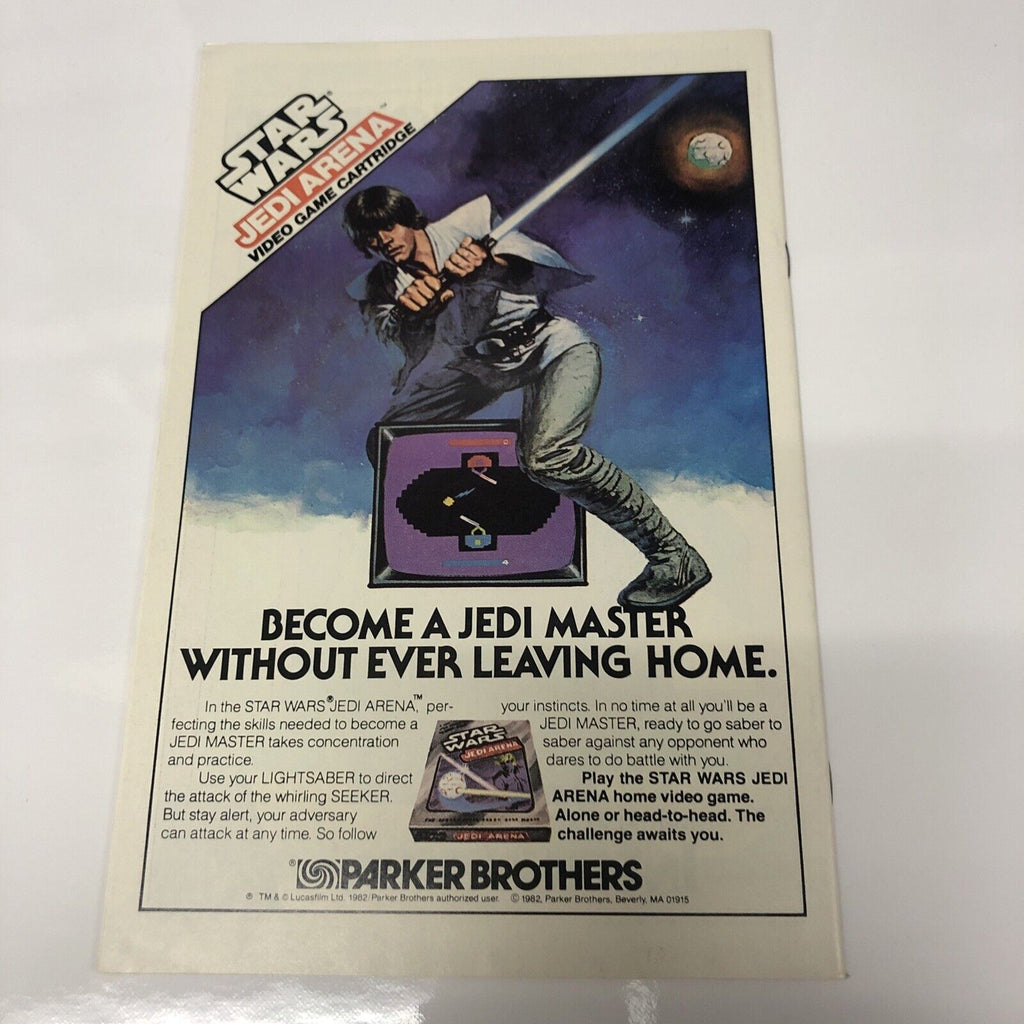 STAR
WARS®
JEDI ARENA™
VIDEO GAME CARTRIDGE
BECOME A JEDI MASTER
WITHOUT EVER LEAVING HOME.
In the STAR WARS® JEDI ARENA,™ per-
fecting the skills needed to become a
JEDI MASTER takes concentration
and practice.
Use your LIGHTSABER to direct
the attack of the whirling SEEKER.
But stay alert, your adversary
can attack at any time. So follow
your instincts. In no time at all you'll be a
JEDI MASTER, ready to go saber to
saber against any opponent who
dares to do battle with you.
Play the STAR WARS JEDI
ARENA home video game.
Alone or head-to-head. The
challenge awaits you.
STAR
WARS
JEDI ARENA
JEDI ARENA
® PARKER BROTHERS
® TM & © Lucasfilm Ltd. 1982/Parker Brothers authorized user. © 1982, Parker Brothers, Beverly, MA 01915